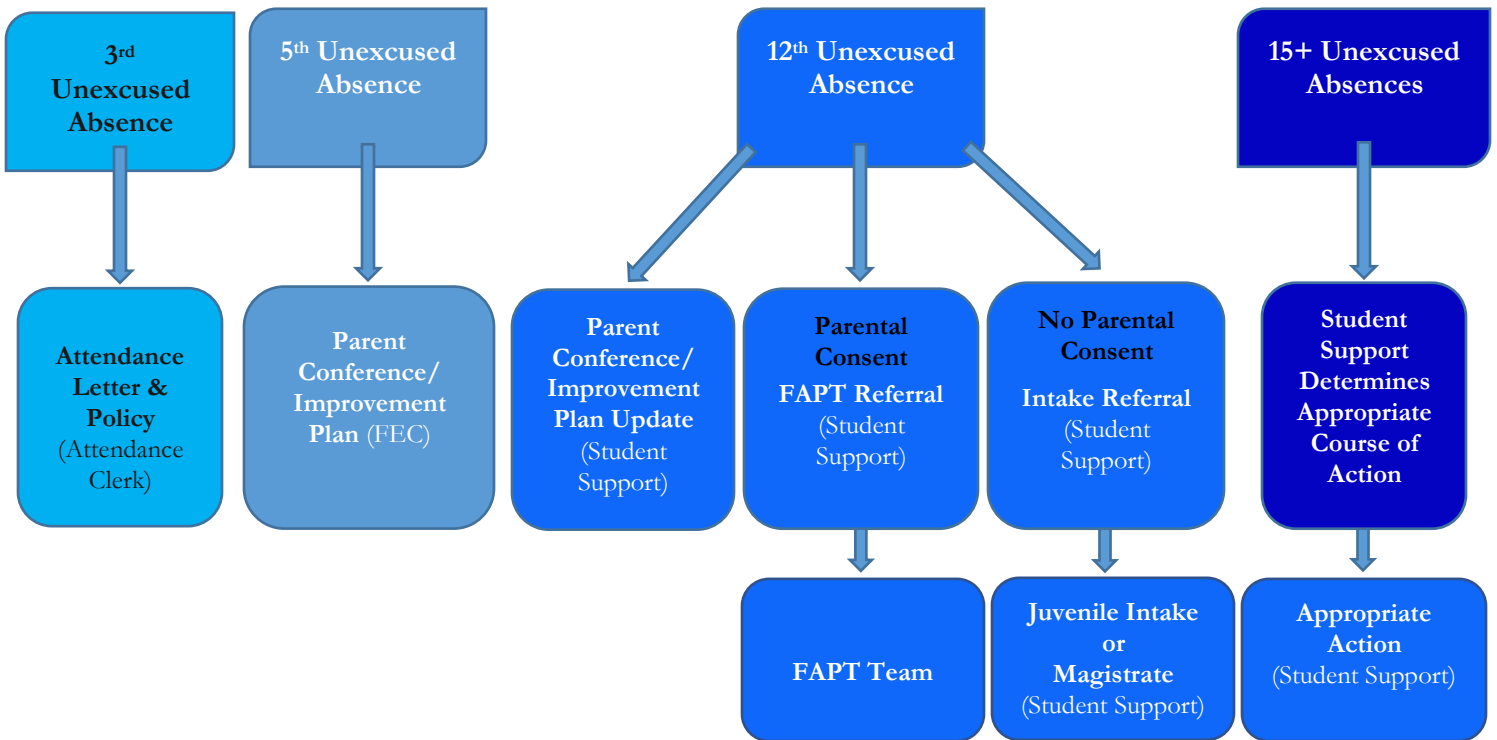 3rd
Unexcused
Absence
5th Unexcused
Absence
12th Unexcused
Absence
15+ Unexcused
Absences
Attendance
Letter &
Policy
(Attendance
Clerk)
Parent
Conference/
Improvement
Plan (FEC)
Parent
Conference/
Improvement
Plan Update
(Student
Support)
Parental
Consent
FAPT Referral
(Student
Support)
No Parental
Consent
Intake Referral
(Student
Support)
Student
Support
Determines
Appropriate
Course of
Action
FAPT Team
Juvenile Intake
or
Magistrate
(Student Support)
Appropriate
Action
(Student Support)